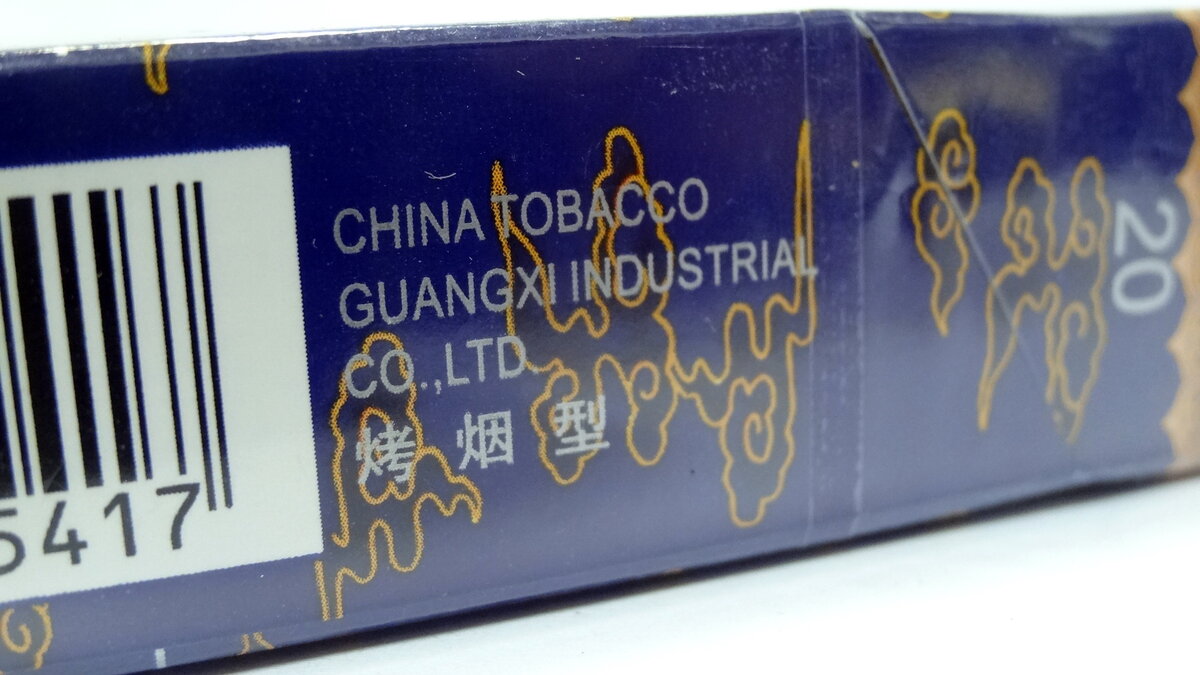 CHINA TOBACCO
GUANGXI INDUSTRIAL
CO.,LTD.
烤烟型
5417
20